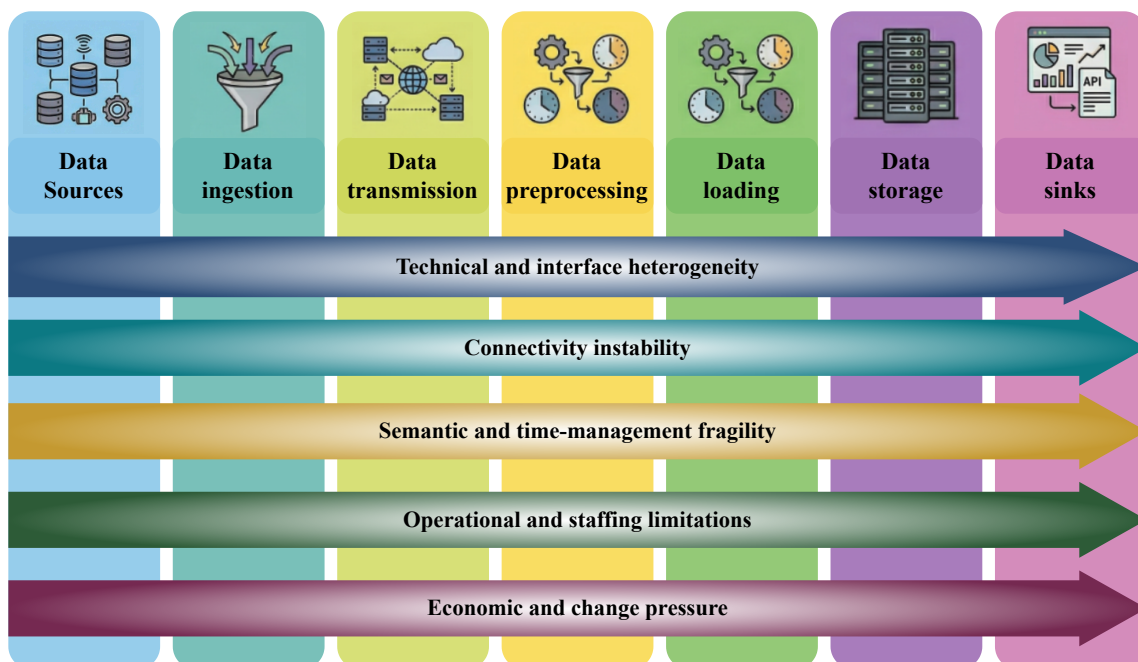 API
Data
Sources
Data
ingestion
Data
transmission
Data
preprocessing
Data
loading
Data
storage
Data
sinks
Technical and interface heterogeneity
Connectivity instability
Semantic and time-management fragility
Operational and staffing limitations
Economic and change pressure